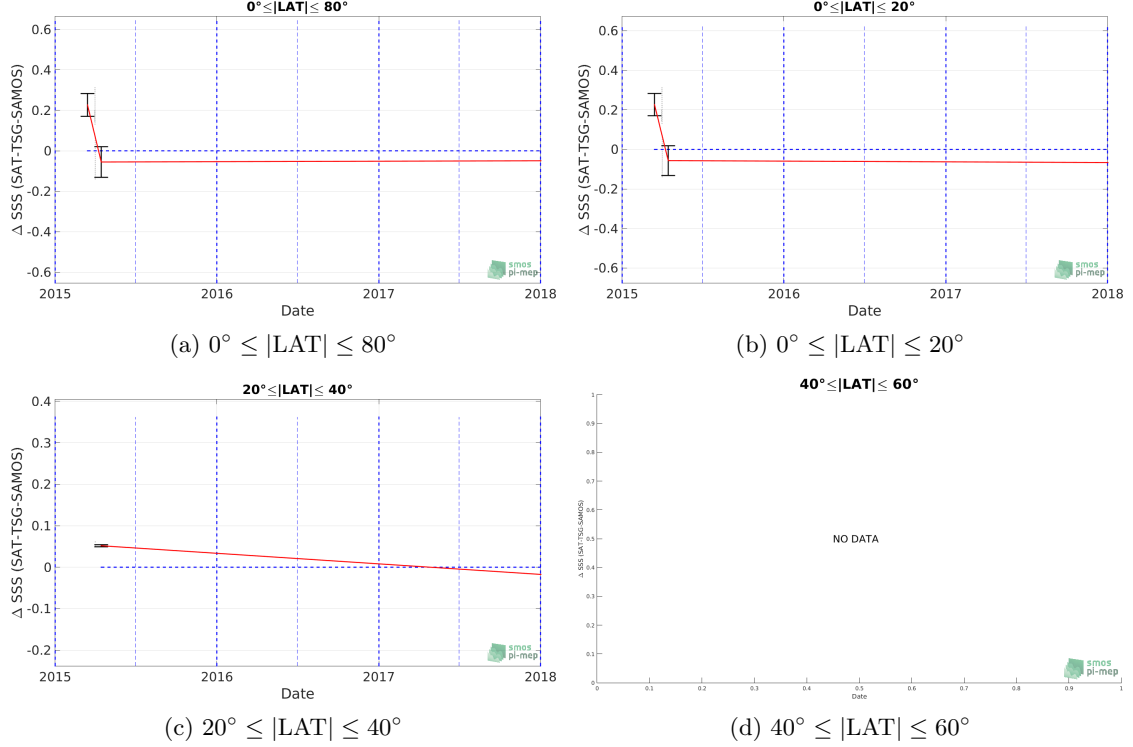 0°≤|LAT|≤ 80°
0.6
0.4
0.2
0
-0.2
-0.4
-0.6
Δ SSS (SAT-TSG-SAMOS)
2015
2016
2017
2018
Date
smos
pi-mep
(a) 0° ≤ |LAT| ≤ 80°
0°≤|LAT|≤ 20°
0.6
0.4
0.2
0
-0.2
-0.4
-0.6
Δ SSS (SAT-TSG-SAMOS)
2015
2016
2017
2018
Date
smos
pi-mep
(b) 0° ≤ |LAT| ≤ 20°
20°≤|LAT|≤ 40°
0.4
0.3
0.2
0.1
0
-0.1
-0.2
Δ SSS (SAT-TSG-SAMOS)
2015
2016
2017
2018
Date
smos
pi-mep
(c) 20° ≤ |LAT| ≤ 40°
40°≤|LAT|≤ 60°
1
0.9
0.8
0.7
0.6
0.5
0.4
0.3
0.2
0.1
0
Δ SSS (SAT-TSG-SAMOS)
NO DATA
0
0.1
0.2
0.3
0.4
0.5
0.6
0.7
0.8
0.9
1
Date
smos
pi-mep
(d) 40° ≤ |LAT| ≤ 60°